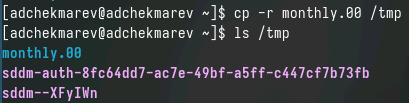 [adchekmarev@adchekmarev ~]$ cp -r monthly.00 /tmp
[adchekmarev@adchekmarev ~]$ ls /tmp
monthly.00
sddm-auth-8fc64dd7-ac7e-49bf-a5ff-c447cf7b73fb
sddm--XFyIWn